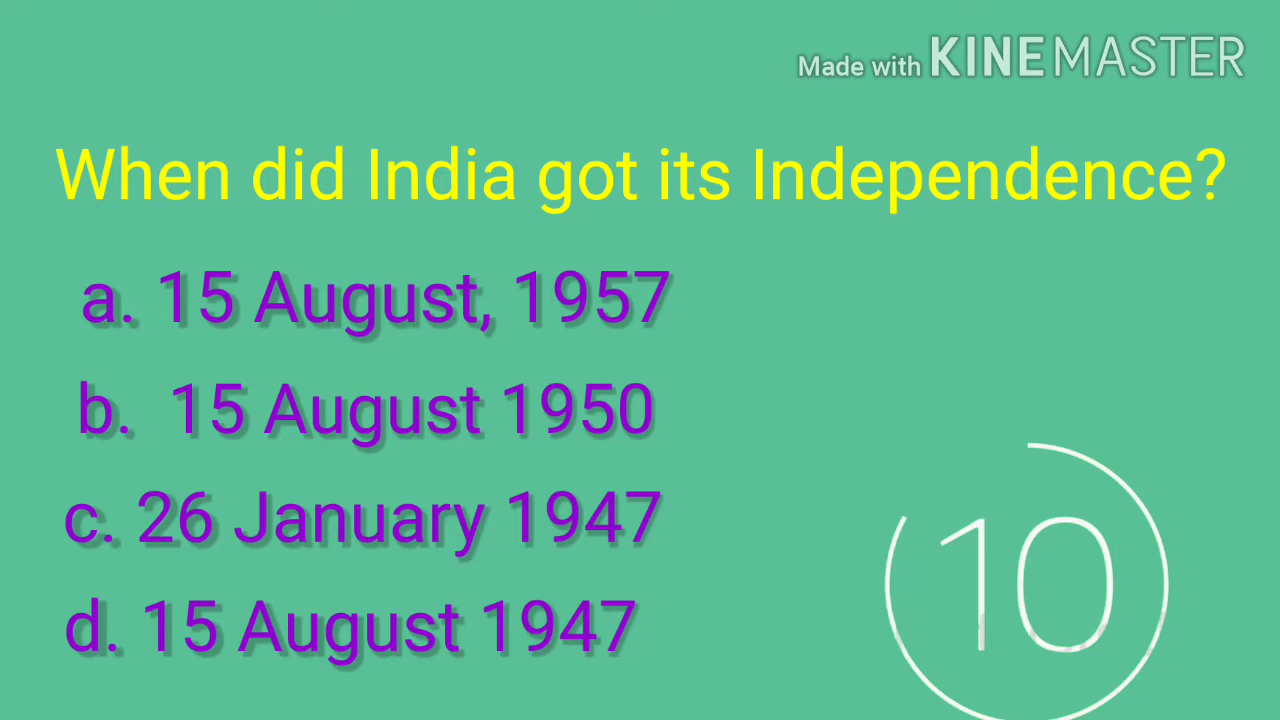 Made with KINEMASTER
When did India got its Independence?
a. 15 August, 1957
b. 15 August 1950
c. 26 January 1947
d. 15 August 1947
10